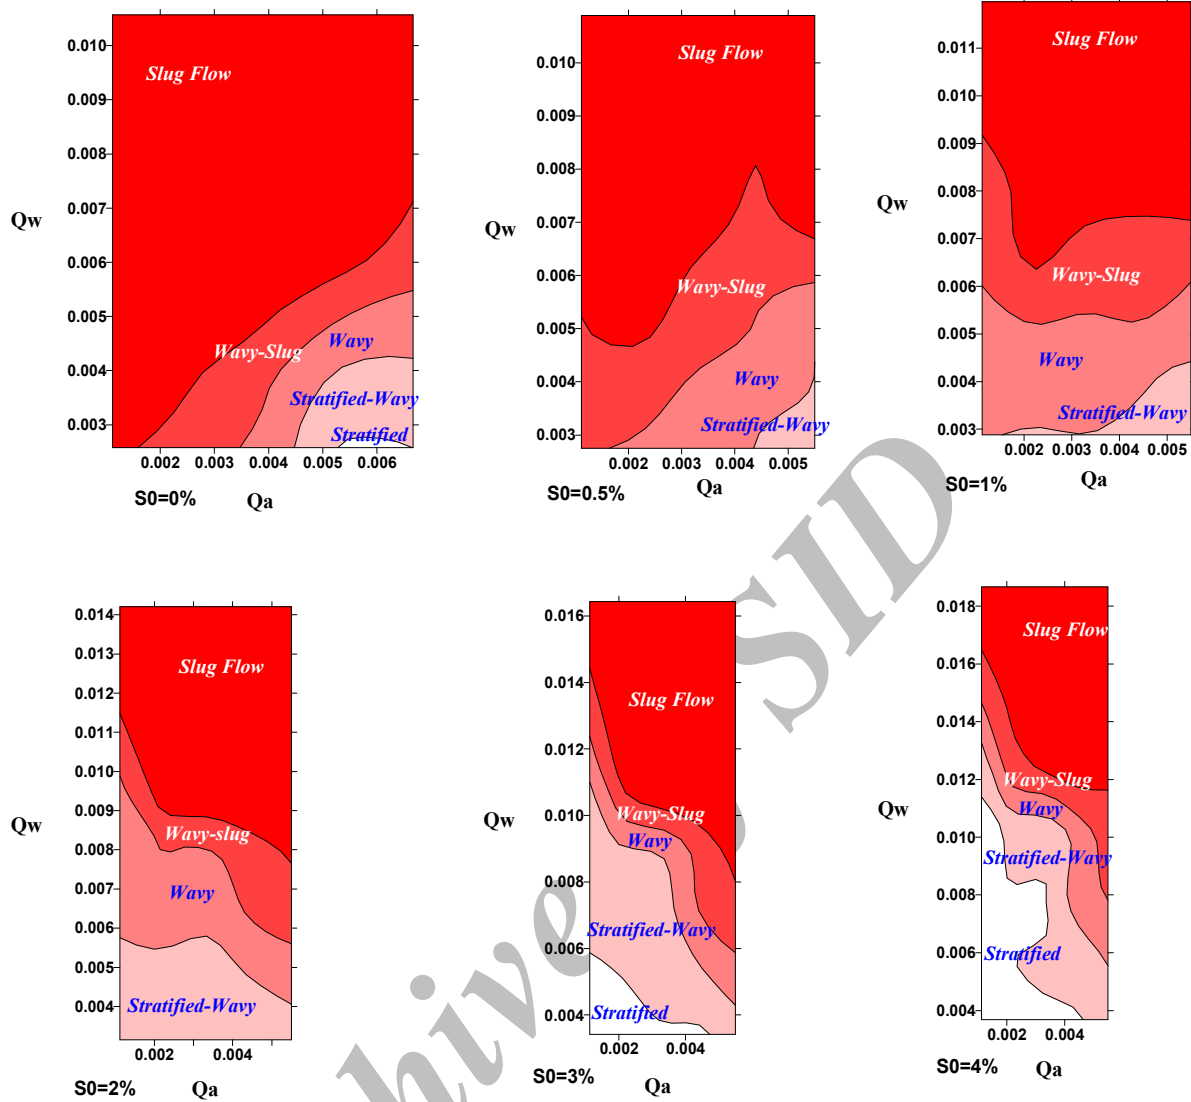 0.010
Slug Flow
0.009
0.008
0.007
Qw
0.006
0.005
Wavy
Wavy-Slug
0.004
Stratified-Wavy
0.003
Stratified
0.002 0.003 0.004 0.005 0.006
S0=0% Qa
0.010
Slug Flow
0.009
0.008
0.007
Qw
0.006
Wavy-Slug
0.005
0.004
Wavy
0.003
Stratified-Wavy
0.002 0.003 0.004 0.005
S0=0.5% Qa
0.011
Slug Flow
0.010
0.009
0.008
Qw
0.007
Wavy-Slug
0.006
0.005
Wavy
0.004
Stratified-Wavy
0.003
0.002 0.003 0.004 0.005
S0=1% Qa
0.014
0.013
Slug Flow
0.012
0.011
0.010
0.009
Qw
Wavy-slug
0.008
0.007
Wavy
0.006
0.005
0.004
Stratified-Wavy
0.002 0.004
S0=2% Qa
0.016
0.014
Slug Flow
0.012
0.010
Wavy-Slug
Qw
Wavy
0.008
0.006
Stratified-Wavy
0.004
Stratified
0.002 0.004
S0=3% Qa
0.018
Slug Flow
0.016
0.014
0.012
Wavy-Slug
Qw
Wavy
0.010
Stratified-Wavy
0.008
0.006
Stratified
0.004
0.002 0.004
S0=4% Qa
hive
SID